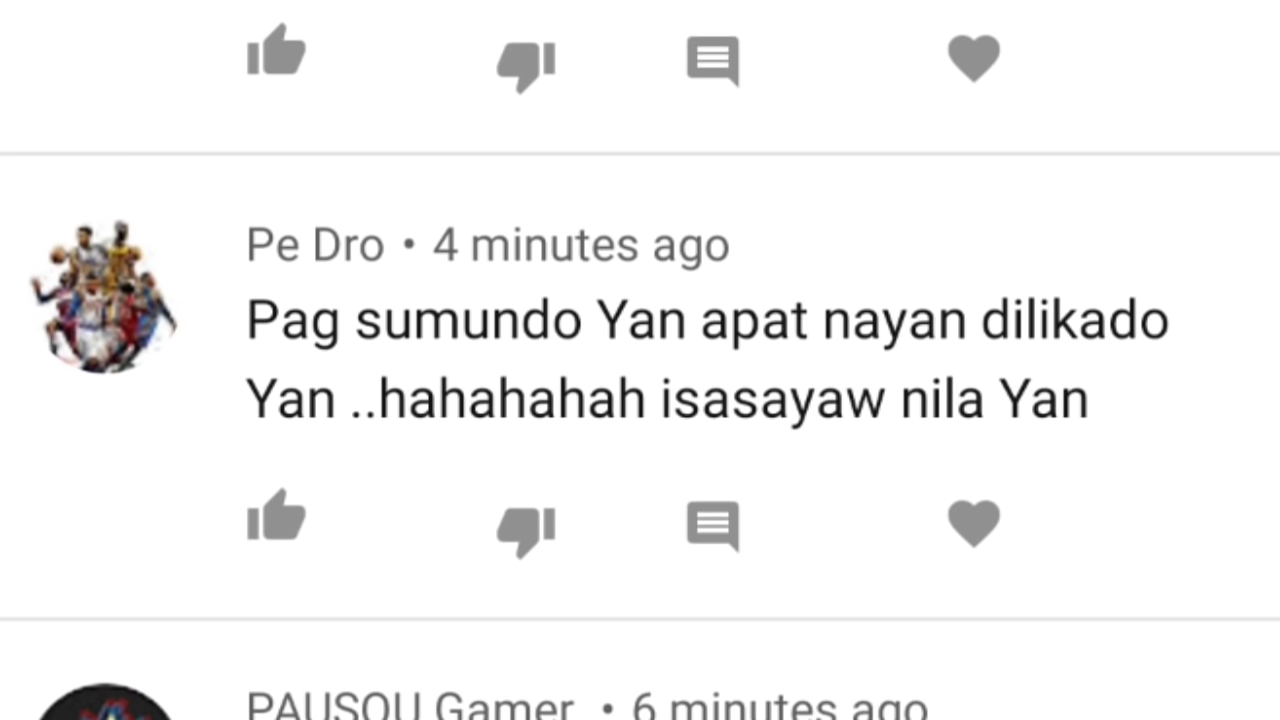 Pe Dro • 4 minutes ago
Pag sumundo Yan apat nayan dilikado
Yan ..hahahahah isasayaw nila Yan
PAUSOU Gamer • 6 minutes ago